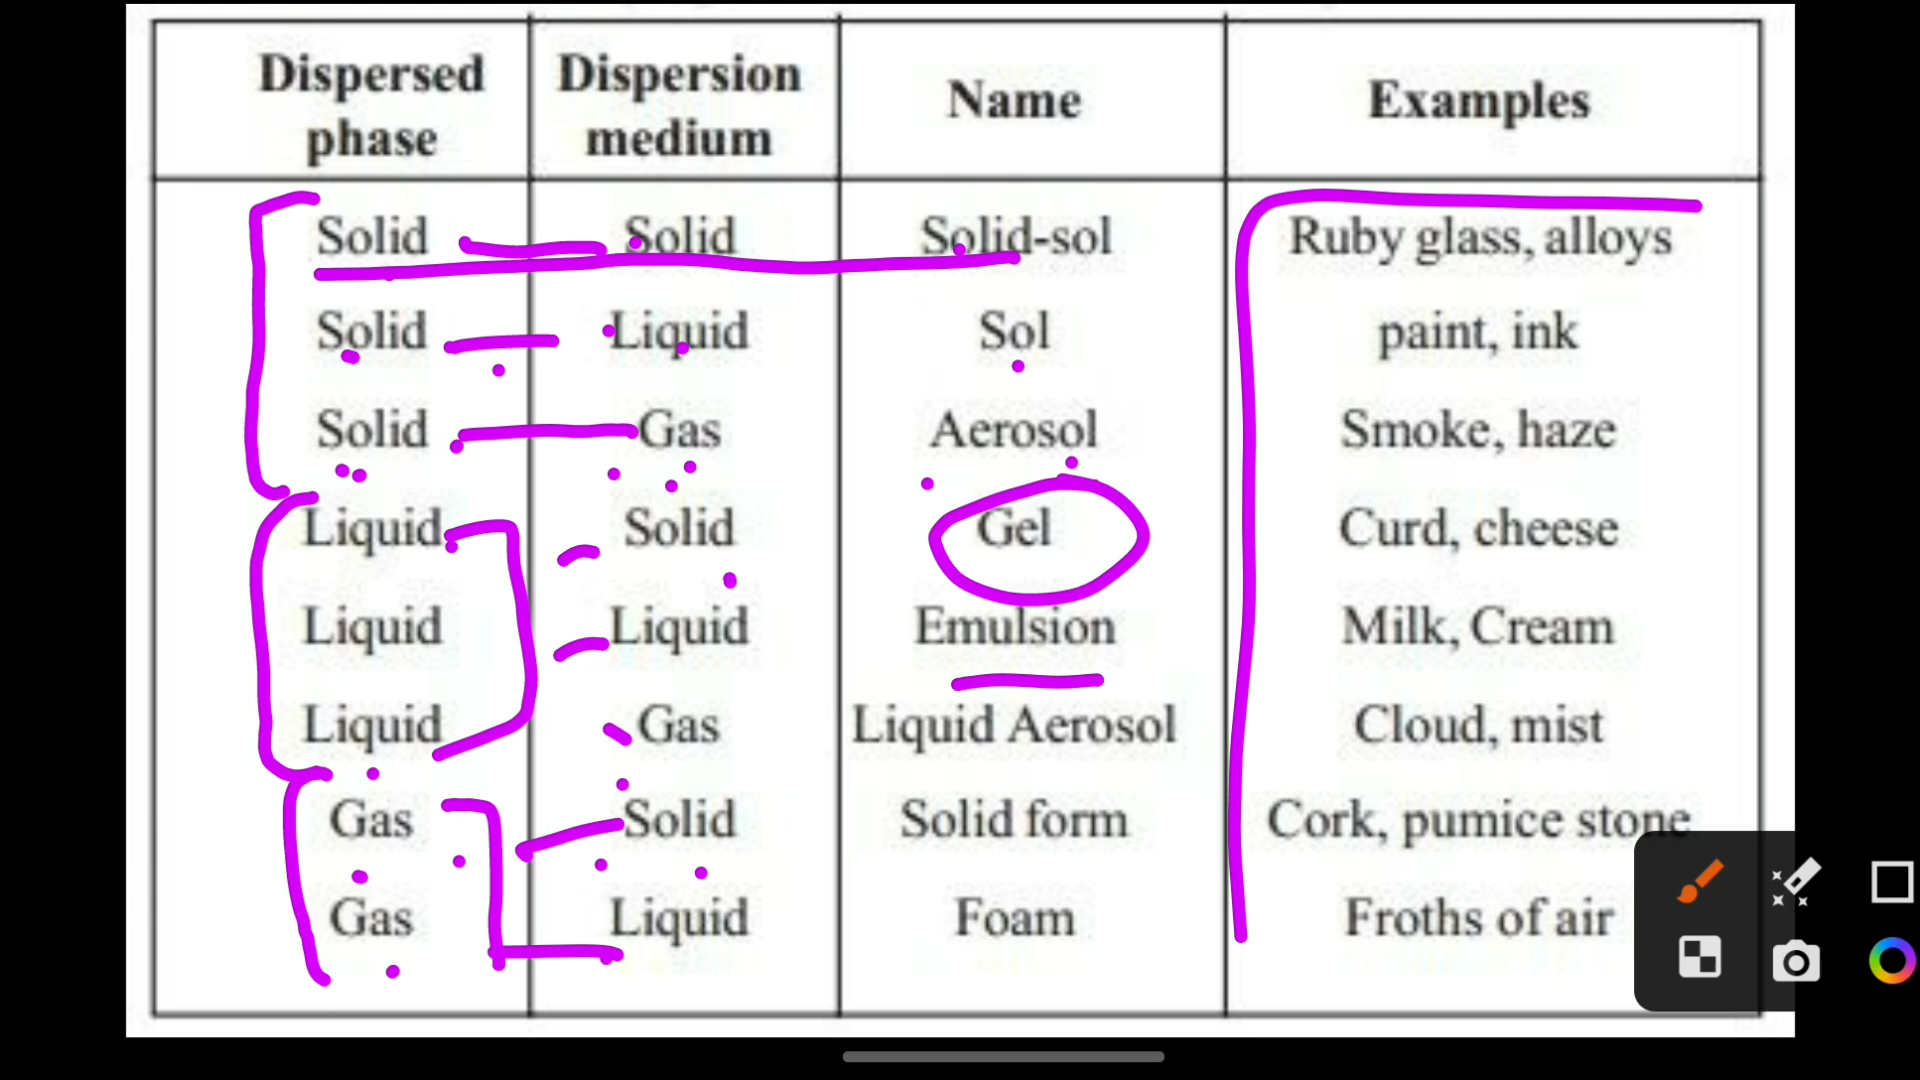 Dispersed phase Dispersion medium Name Examples
Solid Solid Solid-sol Ruby glass, alloys
Solid Liquid Sol paint, ink
Solid Gas Aerosol Smoke, haze
Liquid Solid Gel Curd, cheese
Liquid Liquid Emulsion Milk, Cream
Liquid Gas Liquid Aerosol Cloud, mist
Gas Solid Solid form Cork, pumice stone
Gas Liquid Foam Froths of air